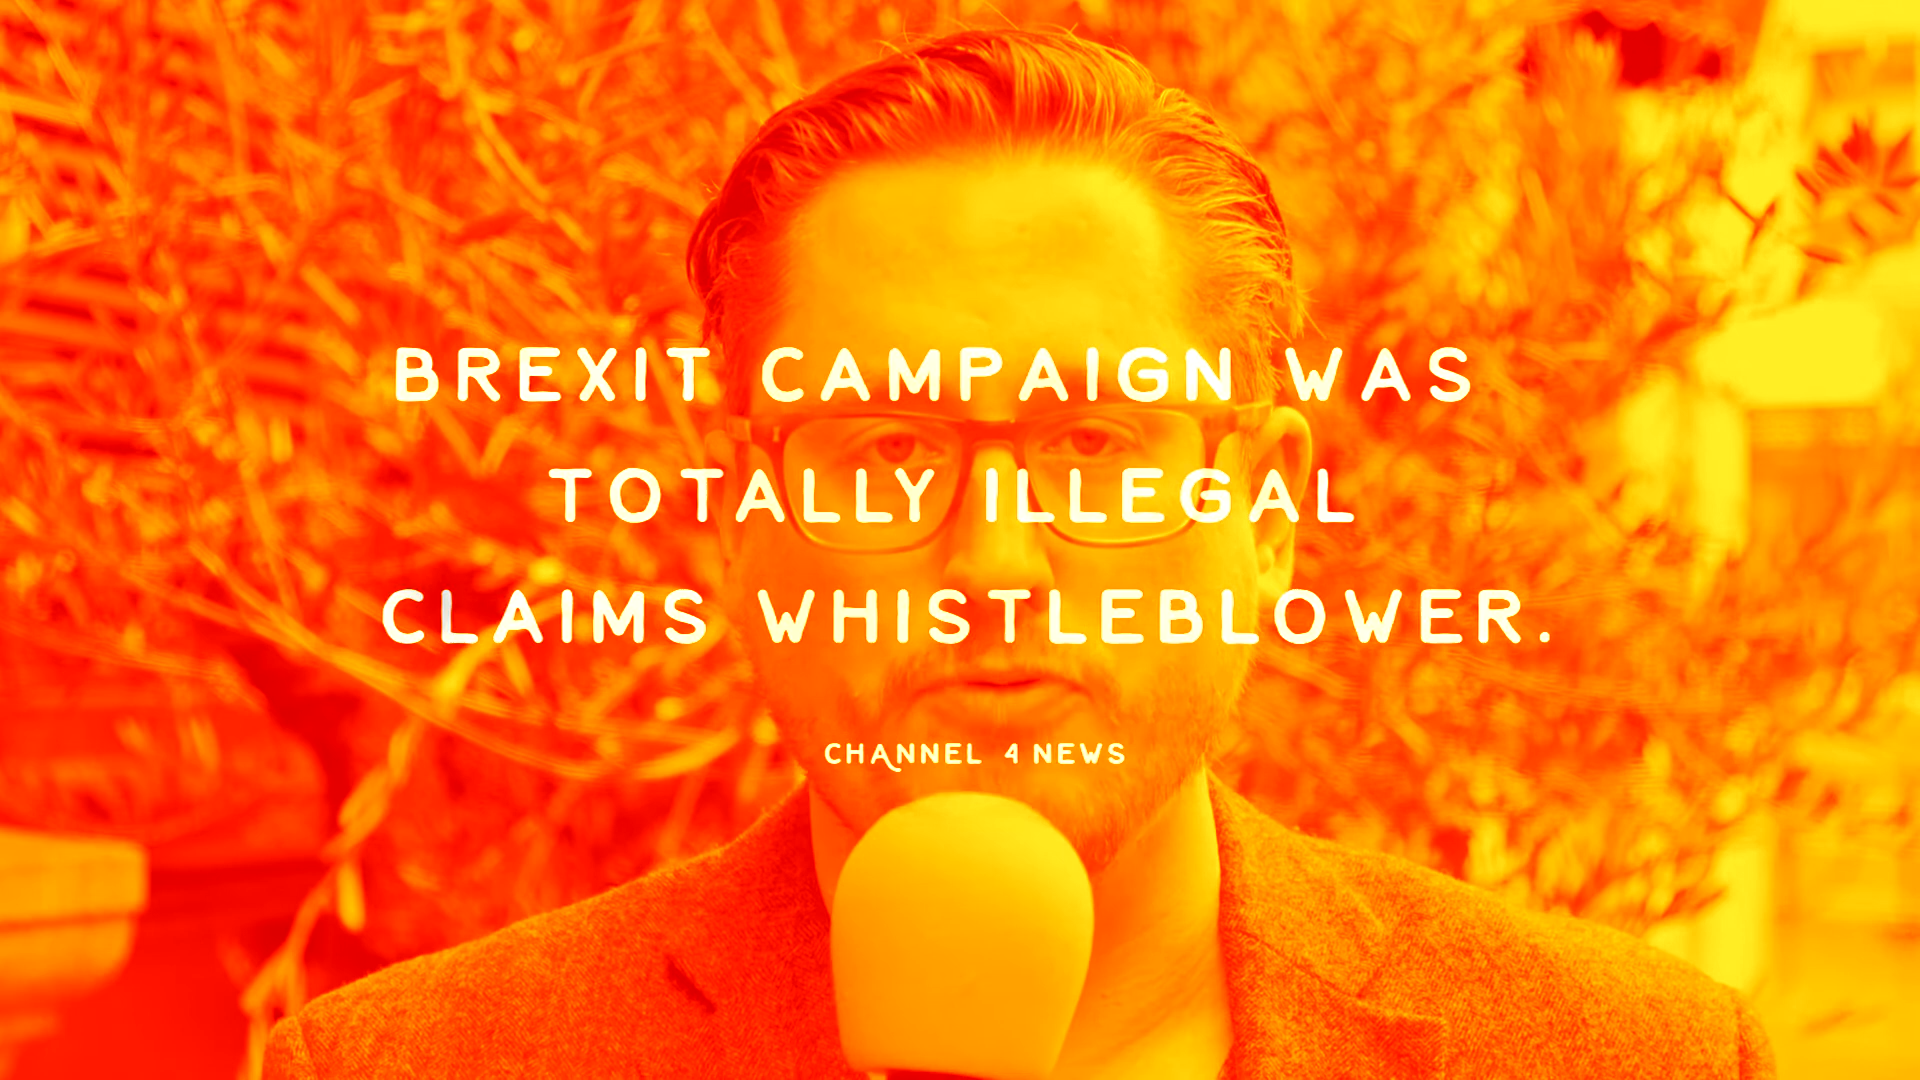 BREXIT CAMPAIGN WAS
TOTALLY ILLEGAL
CLAIMS WHISTLEBLOWER.
CHANNEL 4 NEWS